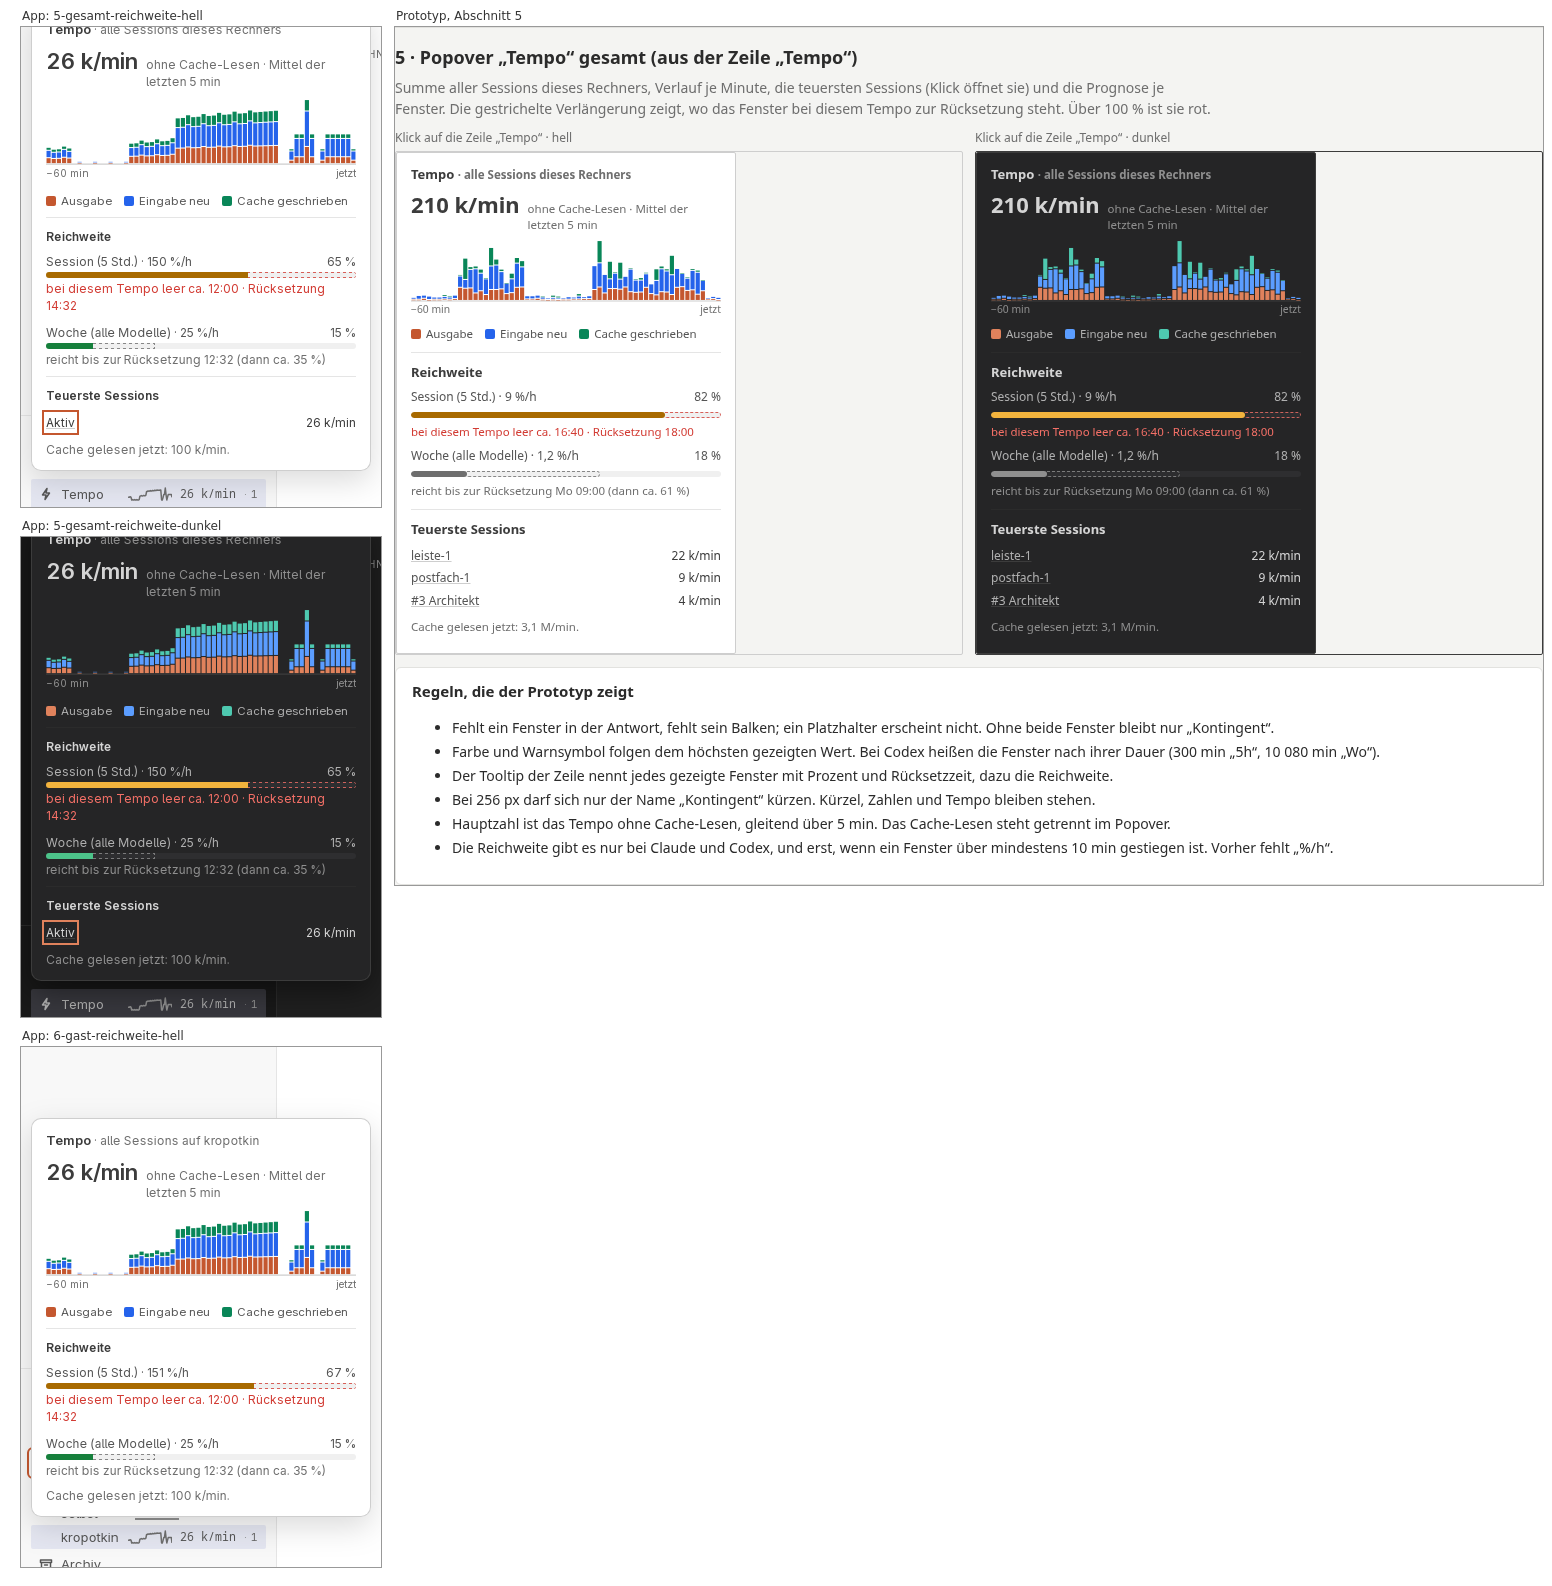 App: 5-gesamt-reichweite-hell
Tempo · alle Sessions dieses Rechners
26 k/min ohne Cache-Lesen · Mittel der
letzten 5 min
−60 min jetzt
Ausgabe Eingabe neu Cache geschrieben
Reichweite
Session (5 Std.) · 150 %/h 65 %
bei diesem Tempo leer ca. 12:00 · Rücksetzung
14:32
Woche (alle Modelle) · 25 %/h 15 %
reicht bis zur Rücksetzung 12:32 (dann ca. 35 %)
Teuerste Sessions
Aktiv 26 k/min
Cache gelesen jetzt: 100 k/min.
Tempo 26 k/min · 1
App: 5-gesamt-reichweite-dunkel
Tempo · alle Sessions dieses Rechners
26 k/min ohne Cache-Lesen · Mittel der
letzten 5 min
−60 min jetzt
Ausgabe Eingabe neu Cache geschrieben
Reichweite
Session (5 Std.) · 150 %/h 65 %
bei diesem Tempo leer ca. 12:00 · Rücksetzung
14:32
Woche (alle Modelle) · 25 %/h 15 %
reicht bis zur Rücksetzung 12:32 (dann ca. 35 %)
Teuerste Sessions
Aktiv 26 k/min
Cache gelesen jetzt: 100 k/min.
Tempo 26 k/min · 1
App: 6-gast-reichweite-hell
Tempo · alle Sessions auf kropotkin
26 k/min ohne Cache-Lesen · Mittel der
letzten 5 min
−60 min jetzt
Ausgabe Eingabe neu Cache geschrieben
Reichweite
Session (5 Std.) · 151 %/h 67 %
bei diesem Tempo leer ca. 12:00 · Rücksetzung
14:32
Woche (alle Modelle) · 25 %/h 15 %
reicht bis zur Rücksetzung 12:32 (dann ca. 35 %)
Cache gelesen jetzt: 100 k/min.
kropotkin 26 k/min · 1
Archiv
Prototyp, Abschnitt 5
5 · Popover „Tempo“ gesamt (aus der Zeile „Tempo“)
Summe aller Sessions dieses Rechners, Verlauf je Minute, die teuersten Sessions (Klick öffnet sie) und die Prognose je
Fenster. Die gestrichelte Verlängerung zeigt, wo das Fenster bei diesem Tempo zur Rücksetzung steht. Über 100 % ist sie rot.
Klick auf die Zeile „Tempo“ · hell
Tempo · alle Sessions dieses Rechners
210 k/min ohne Cache-Lesen · Mittel der
letzten 5 min
−60 min jetzt
Ausgabe Eingabe neu Cache geschrieben
Reichweite
Session (5 Std.) · 9 %/h 82 %
bei diesem Tempo leer ca. 16:40 · Rücksetzung 18:00
Woche (alle Modelle) · 1,2 %/h 18 %
reicht bis zur Rücksetzung Mo 09:00 (dann ca. 61 %)
Teuerste Sessions
leiste-1 22 k/min
postfach-1 9 k/min
#3 Architekt 4 k/min
Cache gelesen jetzt: 3,1 M/min.
Klick auf die Zeile „Tempo“ · dunkel
Tempo · alle Sessions dieses Rechners
210 k/min ohne Cache-Lesen · Mittel der
letzten 5 min
−60 min jetzt
Ausgabe Eingabe neu Cache geschrieben
Reichweite
Session (5 Std.) · 9 %/h 82 %
bei diesem Tempo leer ca. 16:40 · Rücksetzung 18:00
Woche (alle Modelle) · 1,2 %/h 18 %
reicht bis zur Rücksetzung Mo 09:00 (dann ca. 61 %)
Teuerste Sessions
leiste-1 22 k/min
postfach-1 9 k/min
#3 Architekt 4 k/min
Cache gelesen jetzt: 3,1 M/min.
Regeln, die der Prototyp zeigt
• Fehlt ein Fenster in der Antwort, fehlt sein Balken; ein Platzhalter erscheint nicht. Ohne beide Fenster bleibt nur „Kontingent“.
• Farbe und Warnsymbol folgen dem höchsten gezeigten Wert. Bei Codex heißen die Fenster nach ihrer Dauer (300 min „5h“, 10 080 min „Wo“).
• Der Tooltip der Zeile nennt jedes gezeigte Fenster mit Prozent und Rücksetzzeit, dazu die Reichweite.
• Bei 256 px darf sich nur der Name „Kontingent“ kürzen. Kürzel, Zahlen und Tempo bleiben stehen.
• Hauptzahl ist das Tempo ohne Cache-Lesen, gleitend über 5 min. Das Cache-Lesen steht getrennt im Popover.
• Die Reichweite gibt es nur bei Claude und Codex, und erst, wenn ein Fenster über mindestens 10 min gestiegen ist. Vorher fehlt „%/h“.